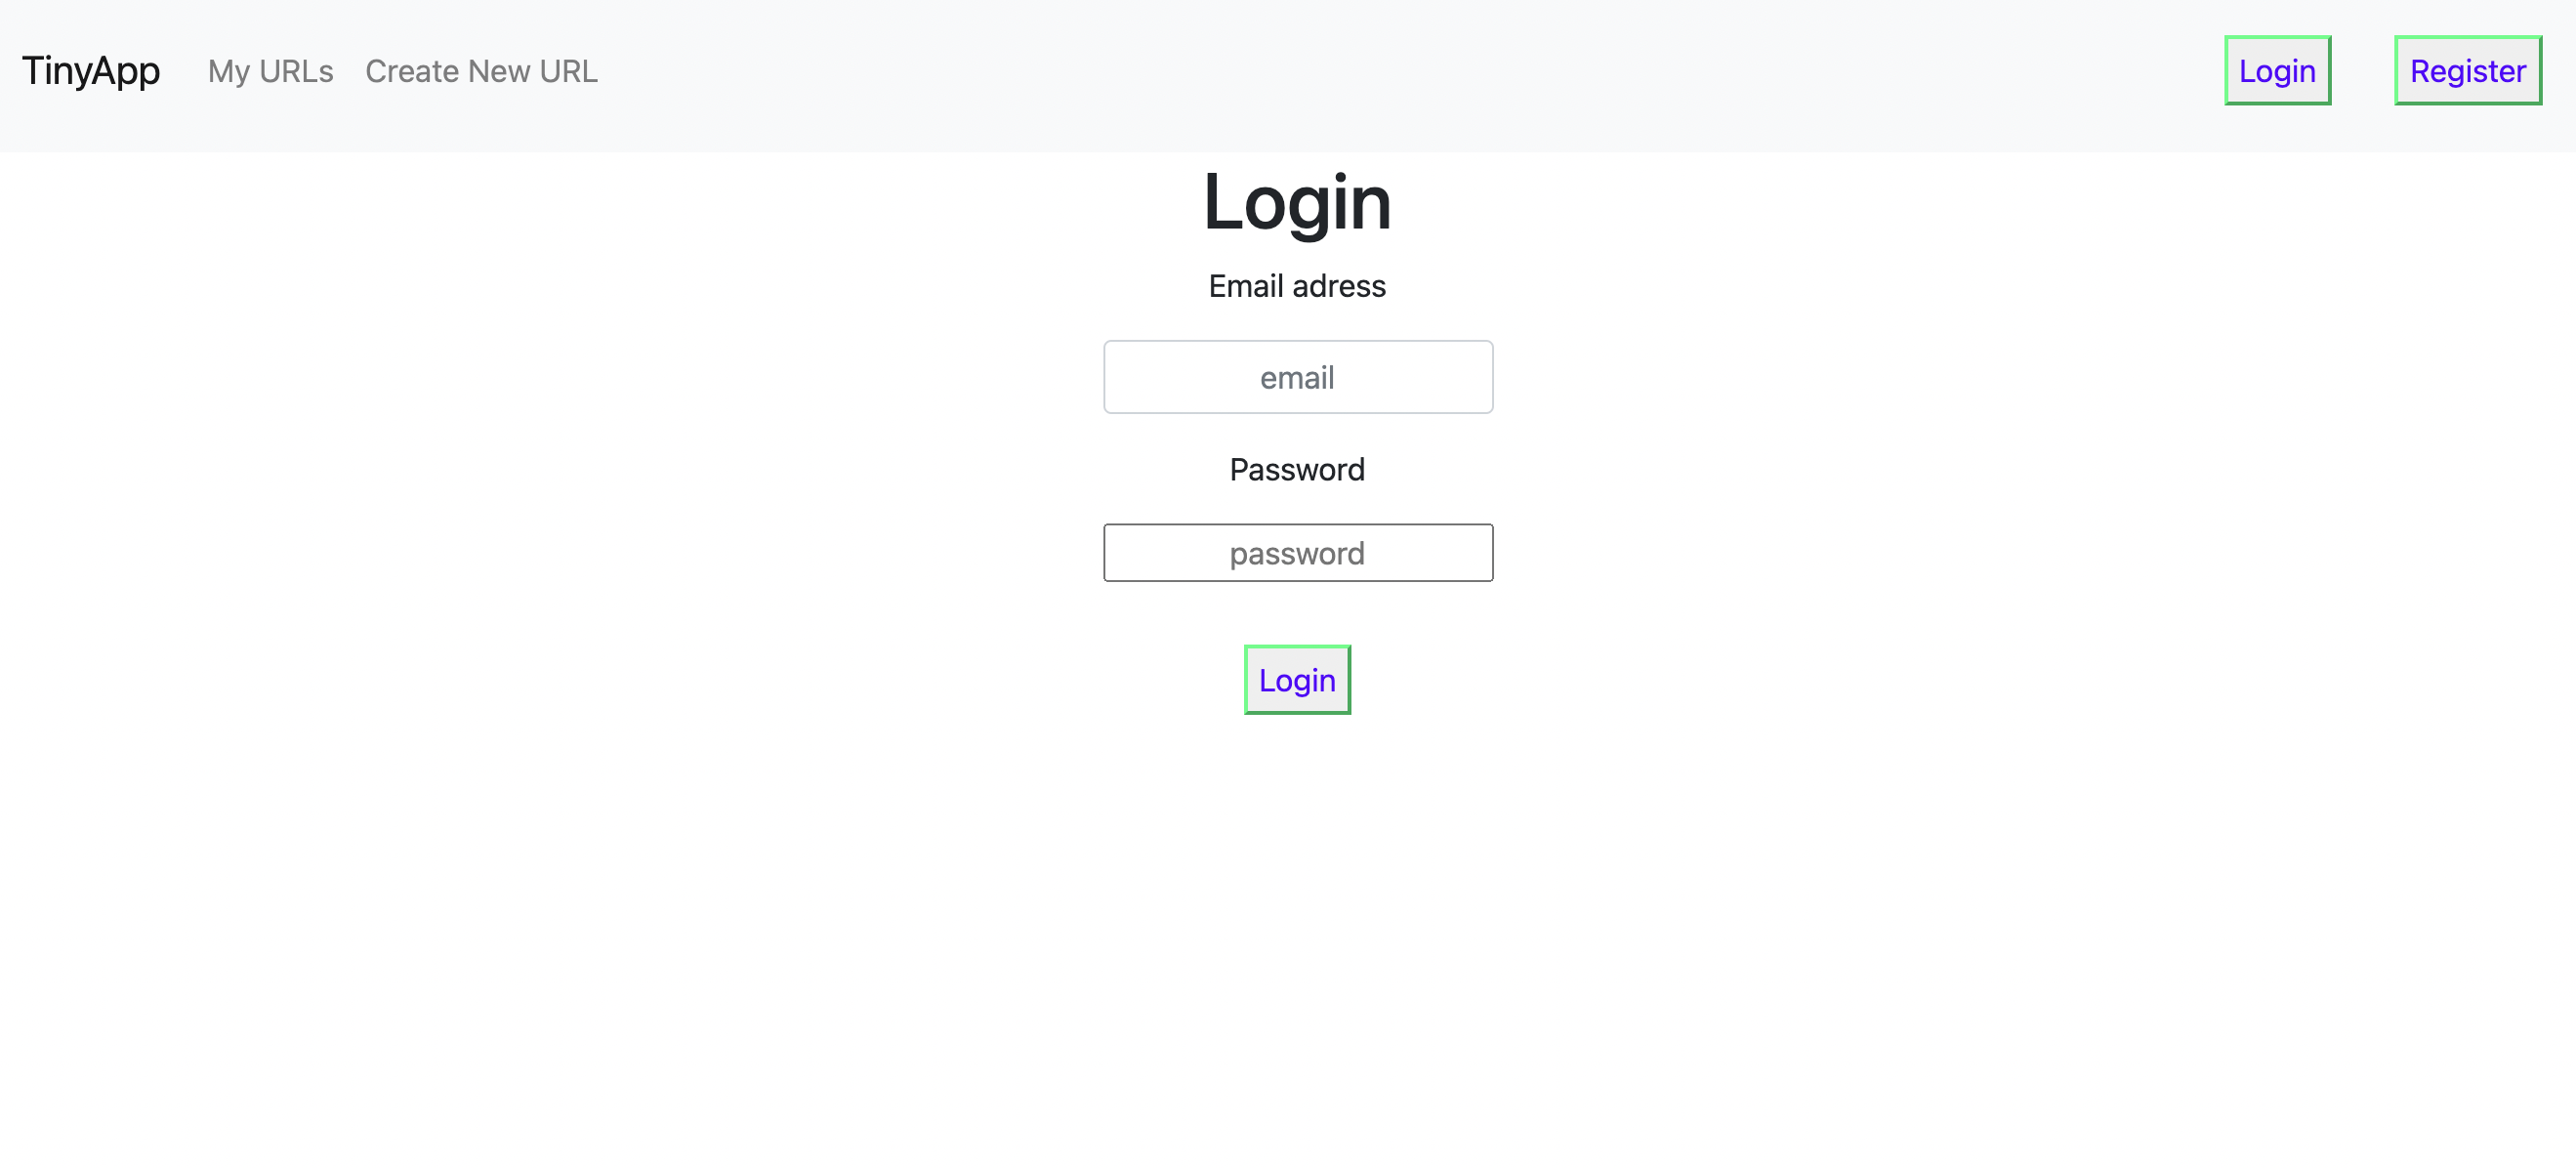 TinyApp My URLs Create New URL Login Register
Login
Email adress
email
Password
password
Login